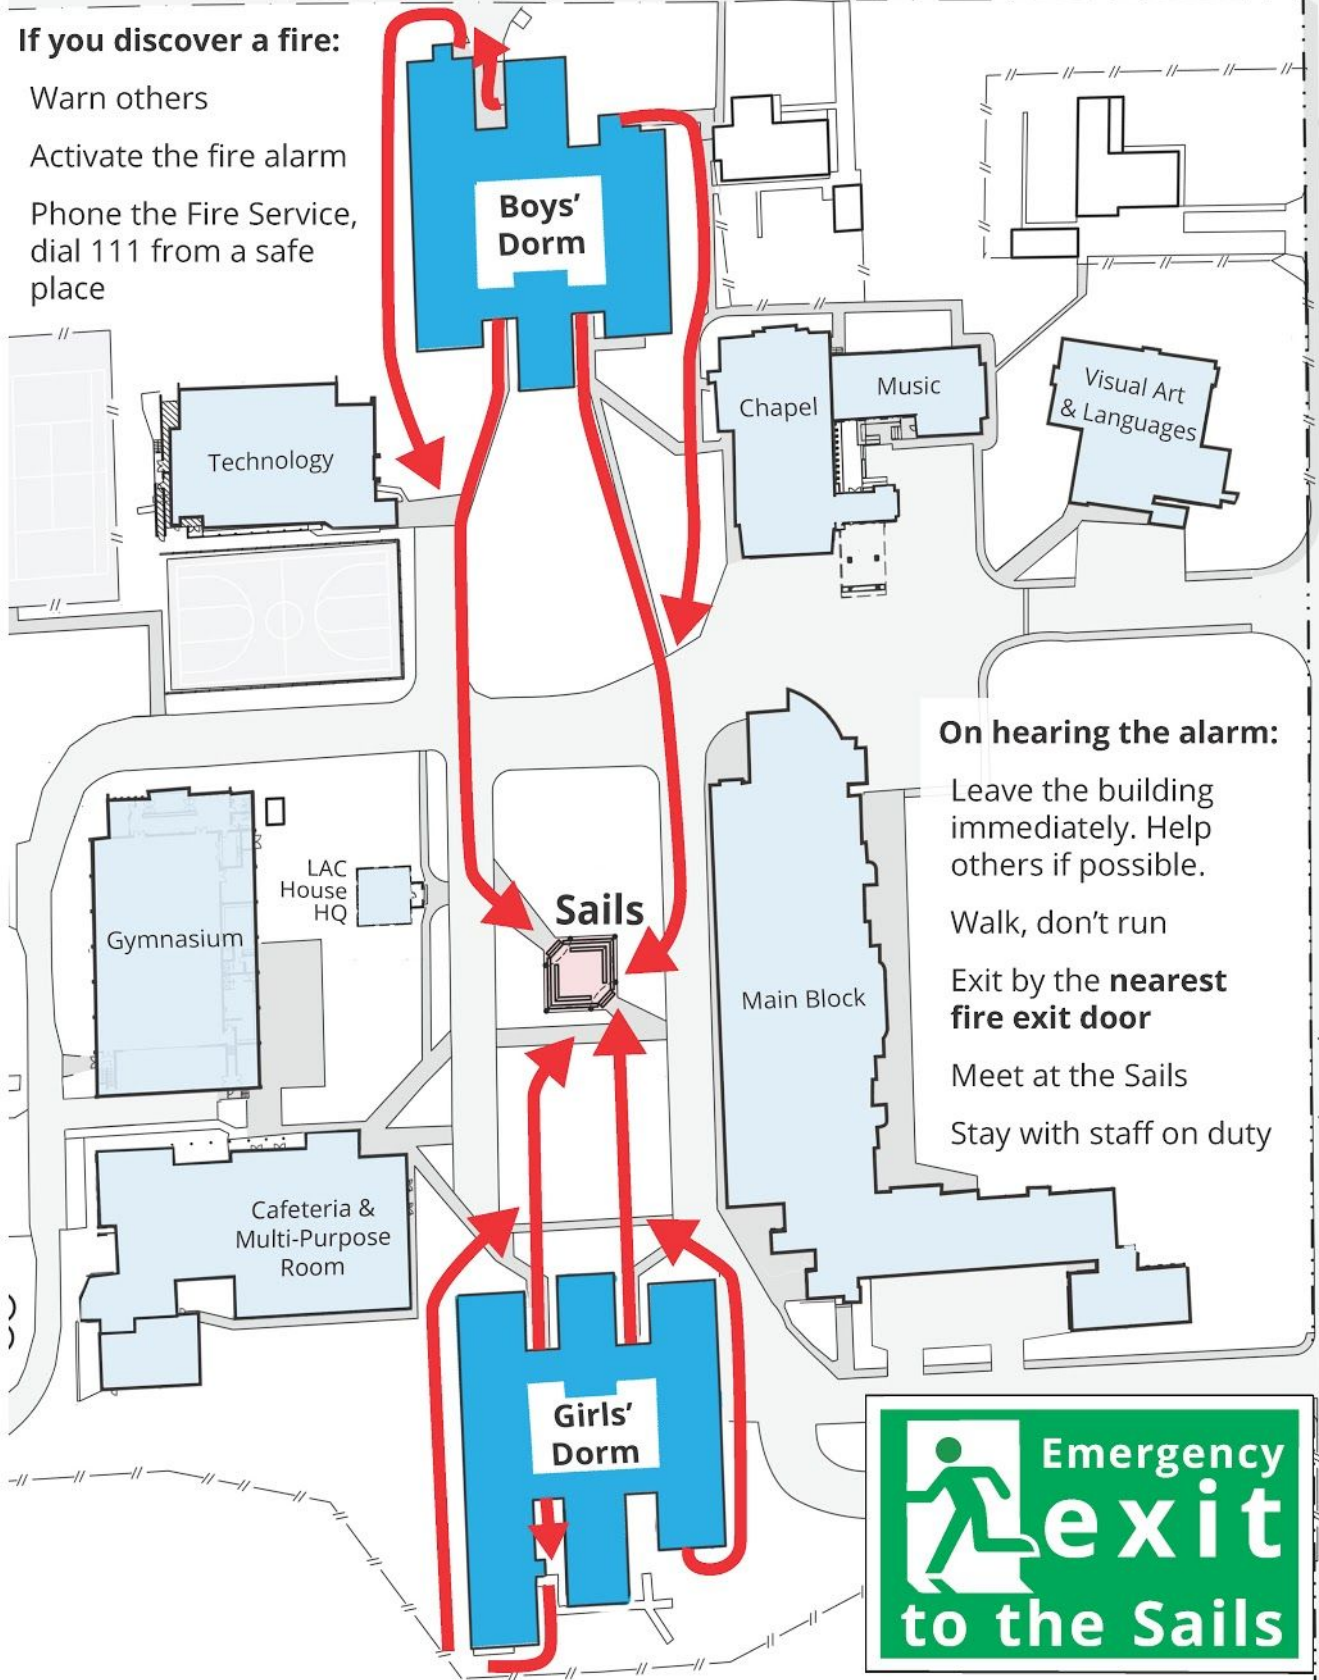 If you discover a fire:
Warn others
Activate the fire alarm
Phone the Fire Service,
dial 111 from a safe
place
Boys'
Dorm
Technology
Chapel
Music
Visual Art
& Languages
On hearing the alarm:
Leave the building
immediately. Help
others if possible.
Walk, don't run
Exit by the nearest
fire exit door
Meet at the Sails
Stay with staff on duty
LAC
House
HQ
Sails
Gymnasium
Main Block
Cafeteria &
Multi-Purpose
Room
Girls'
Dorm
Emergency
exit
to the Sails